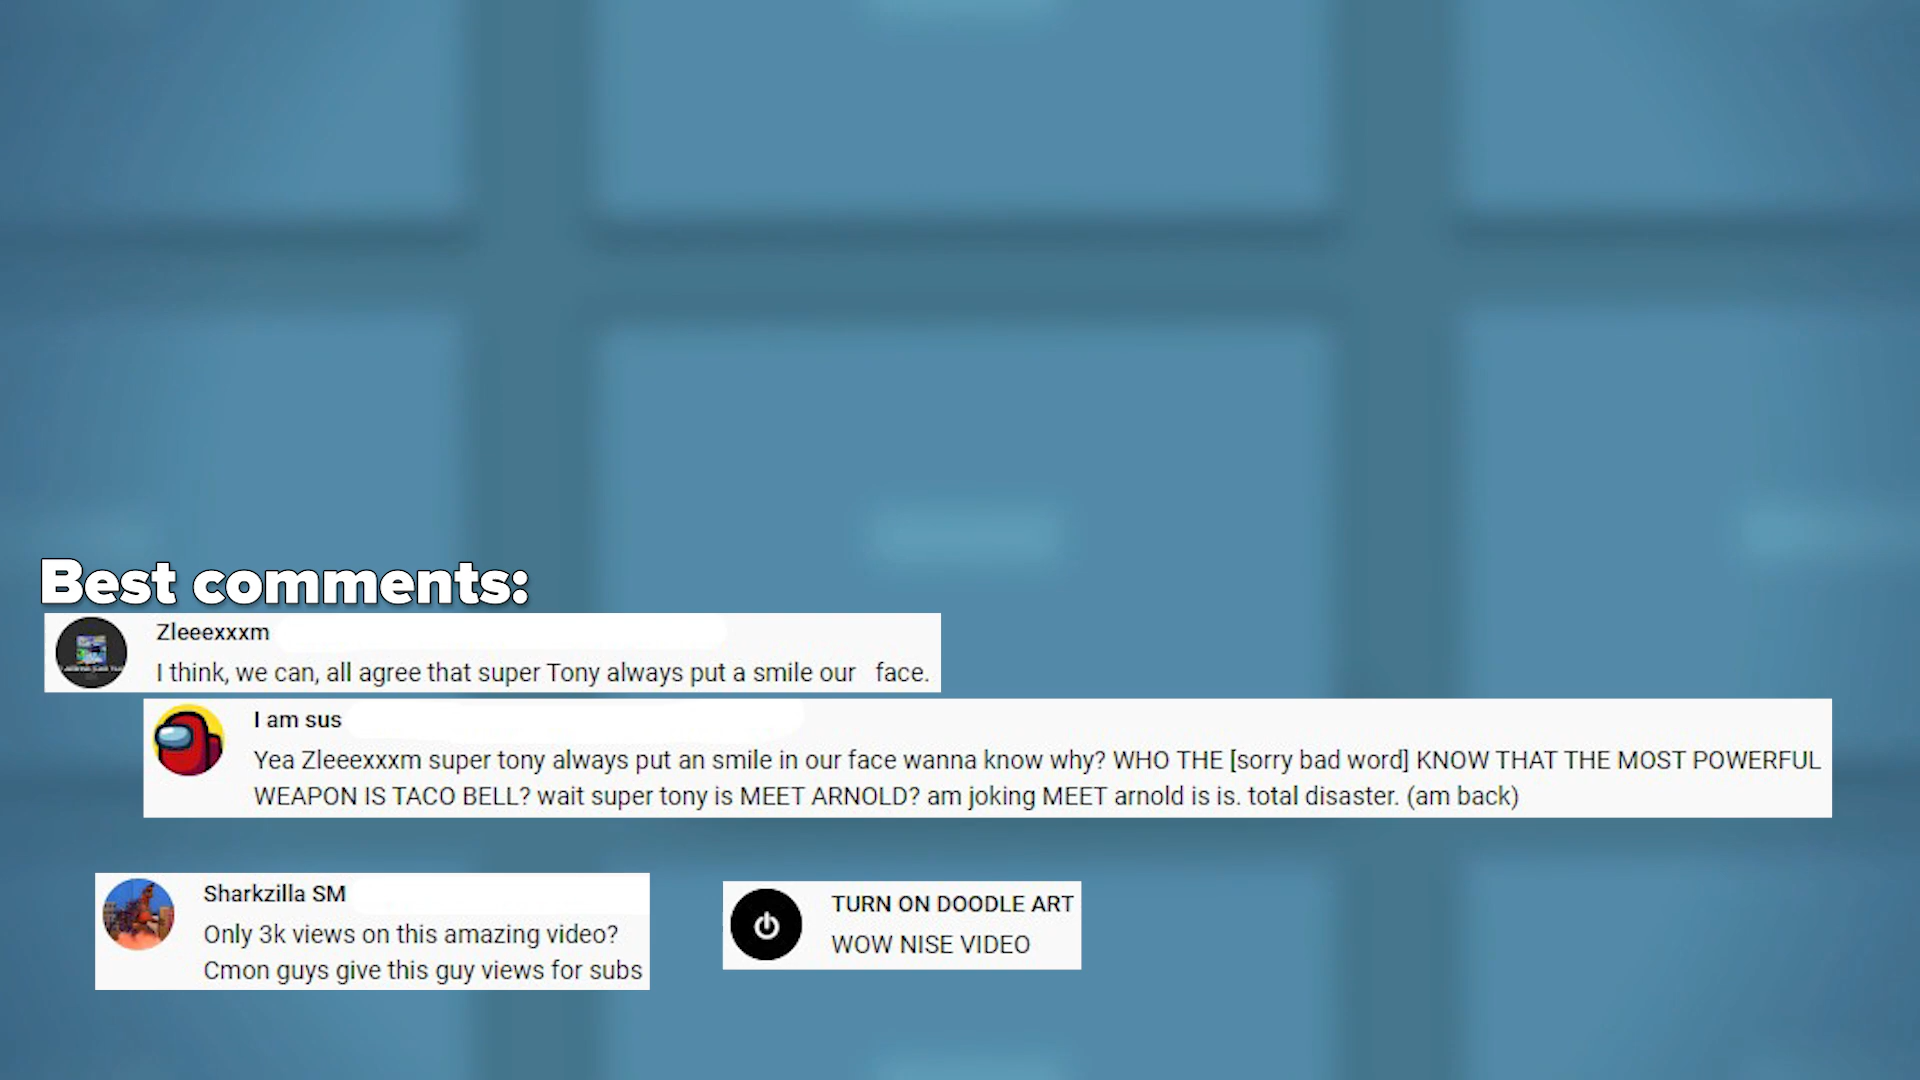 Best comments:
Zleeexxxm
I think, we can, all agree that super Tony always put a smile our face.
I am sus
Yea Zleeexxxm super tony always put an smile in our face wanna know why? WHO THE [sorry bad word] KNOW THAT THE MOST POWERFUL
WEAPON IS TACO BELL? wait super tony is MEET ARNOLD? am joking MEET arnold is is. total disaster. (am back)
Sharkzilla SM
Only 3k views on this amazing video?
Cmon guys give this guy views for subs
TURN ON DOODLE ART
WOW NISE VIDEO